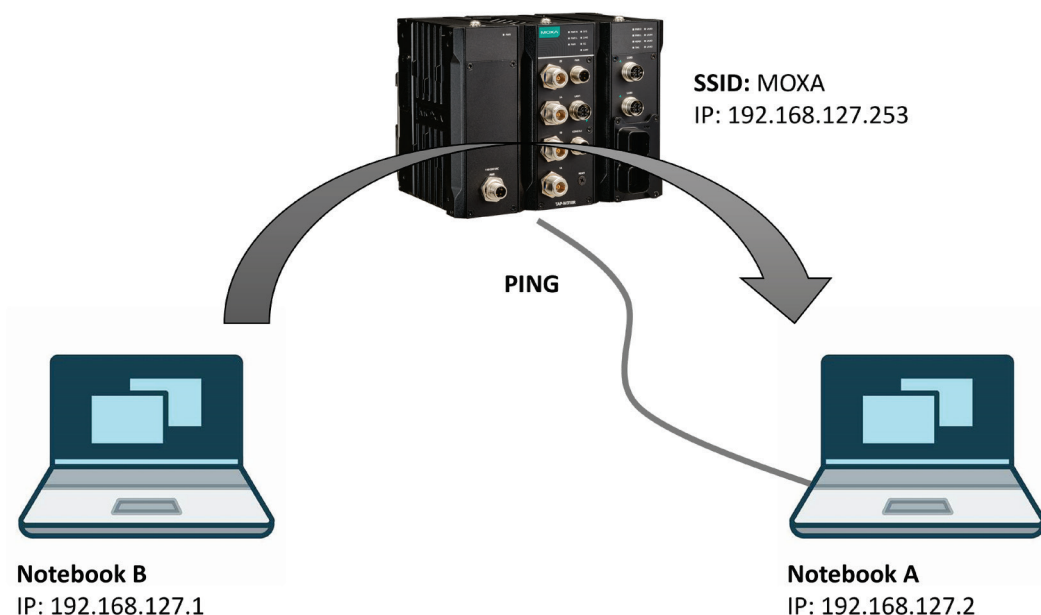 MOXA
SSID: MOXA
IP: 192.168.127.253
PING
Notebook B
IP: 192.168.127.1
Notebook A
IP: 192.168.127.2